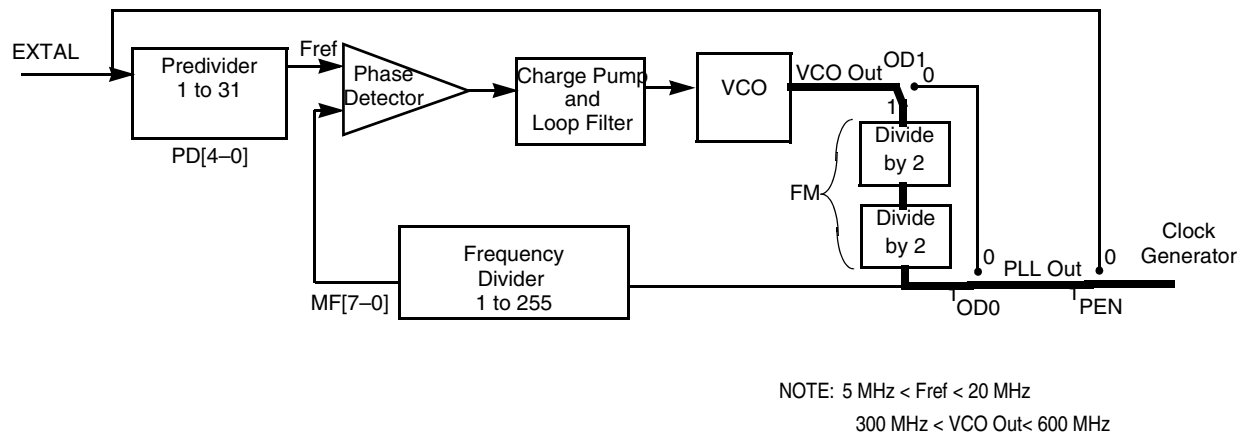 EXTAL
Predivider
1 to 31
PD[4–0]
Fref
Phase
Detector
Charge Pump
and
Loop Filter
VCO
VCO Out
OD1
0
1
Divide
by 2
FM
Divide
by 2
Frequency
Divider
1 to 255
MF[7–0]
0
PLL Out
0
Clock
Generator
1
OD0
1
PEN
NOTE: 5 MHz < Fref < 20 MHz
300 MHz < VCO Out< 600 MHz